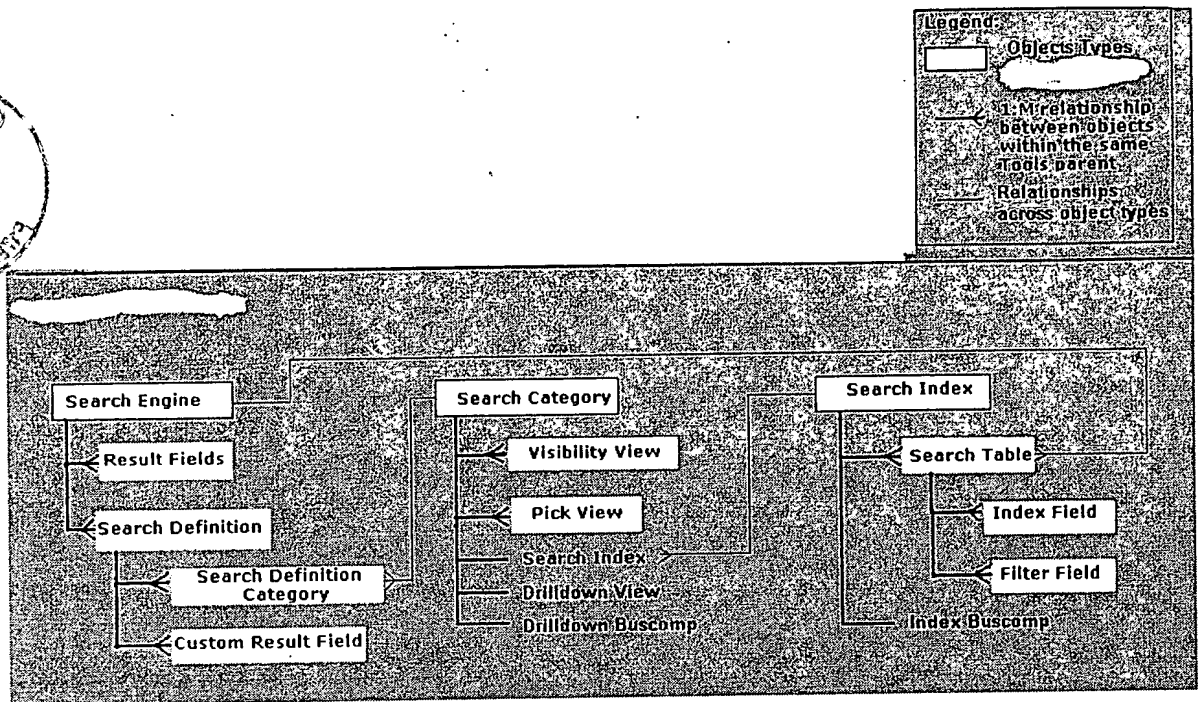 Legend:
Objects Types
1:M relationship
between objects
within the same
Tools parent
Relationships
across object types
Search Engine
Result Fields
Search Definition
Search Definition
Category
Custom Result Field
Search Category
Visibility View
Pick View
Search Index
Drilldown View
Drilldown Buscomp
Search Index
Search Table
Index Field
Filter Field
Index Buscomp